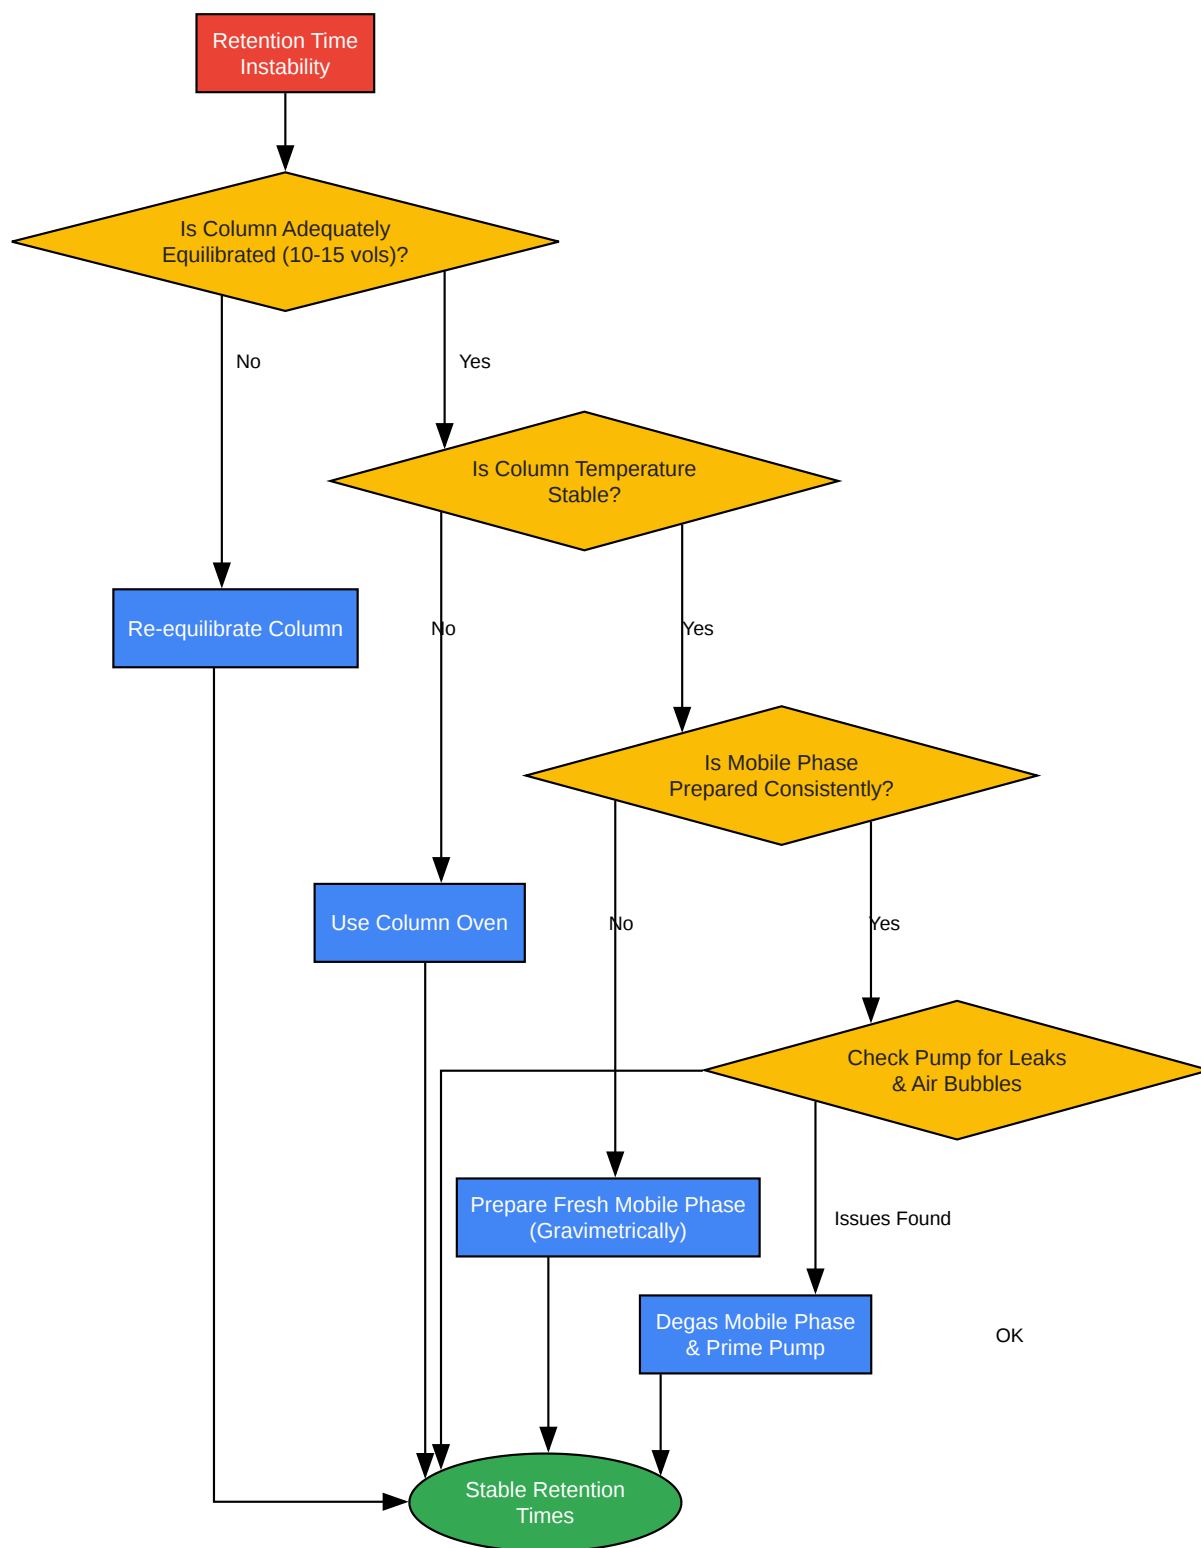 Retention Time
Instability
Is Column Adequately
Equilibrated (10-15 vols)?
No
Yes
Is Column Temperature
Stable?
Re-equilibrate Column
No
Yes
Is Mobile Phase
Prepared Consistently?
Use Column Oven
No
Yes
Check Pump for Leaks
& Air Bubbles
Prepare Fresh Mobile Phase
(Gravimetrically)
Issues Found
Degas Mobile Phase
& Prime Pump
OK
Stable Retention
Times